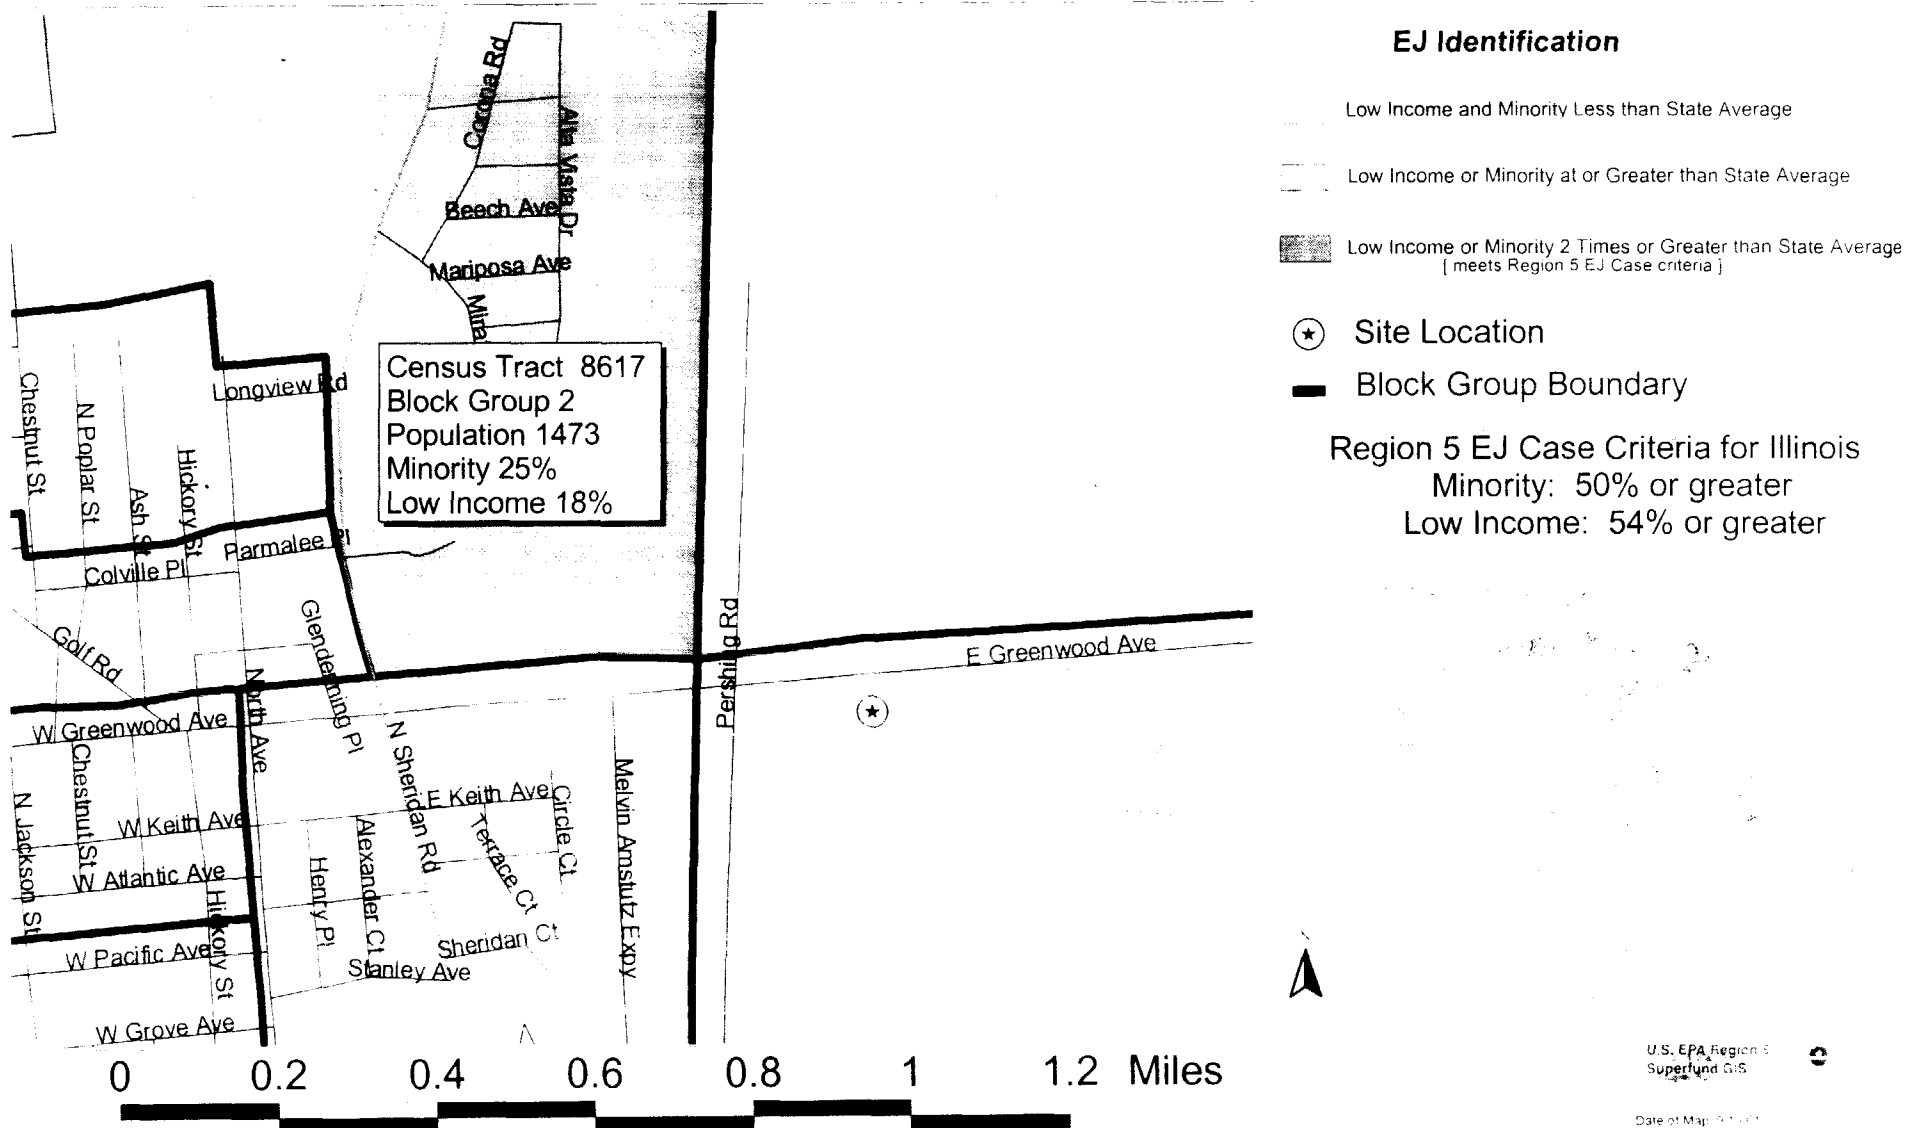 EJ Identification
Low Income and Minority Less than State Average
Low Income or Minority at or Greater than State Average
Low Income or Minority 2 Times or Greater than State Average
[ meets Region 5 EJ Case criteria ]
Site Location
Block Group Boundary
Region 5 EJ Case Criteria for Illinois
Minority: 50% or greater
Low Income: 54% or greater
Corona Rd
Alta Vista Dr
Beech Ave
Mariposa Ave
Mira
Census Tract 8617
Block Group 2
Population 1473
Minority 25%
Low Income 18%
Longview Rd
Chestnut St
N Poplar St
Ash St
Hickory St
Parmalee Pl
Colville Pl
Golf Rd
Glendenning Pl
North Ave
W Greenwood Ave
E Greenwood Ave
Pershing Rd
N Sheridan Rd
Chestnut St
N Jackson St
W Keith Ave
E Keith Ave
Circle Ct
Terrace Ct
Melvin Amstutz Expy
Alexander Ct
Henry Pl
W Atlantic Ave
Hickory St
W Pacific Ave
Sheridan Ct
Stanley Ave
W Grove Ave
0 0.2 0.4 0.6 0.8 1 1.2 Miles
U.S. EPA Region 5
Superfund GIS
Date of Map: